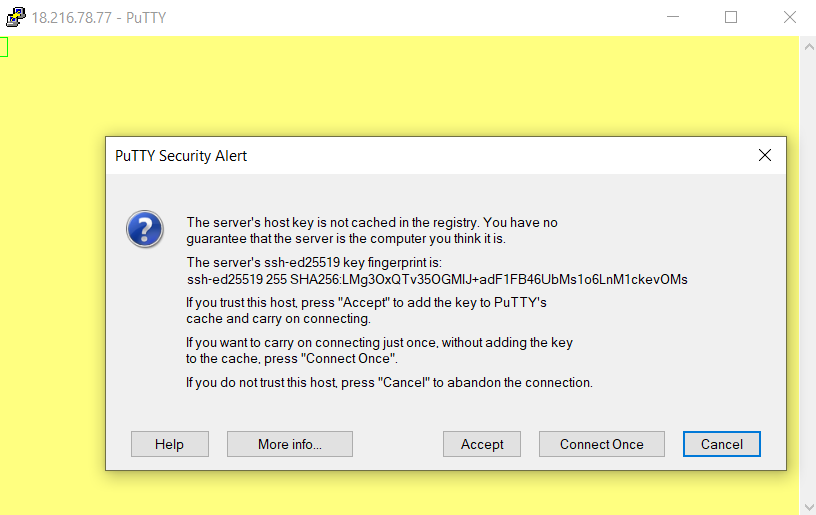 18.216.78.77 - PuTTY
PuTTY Security Alert
The server's host key is not cached in the registry. You have no
guarantee that the server is the computer you think it is.
The server's ssh-ed25519 key fingerprint is:
ssh-ed25519 255 SHA256:LMg3OxQTv35OGMlJ+adF1FB46UbMs1o6LnM1ckevOMs
If you trust this host, press "Accept" to add the key to PuTTY's
cache and carry on connecting.
If you want to carry on connecting just once, without adding the key
to the cache, press "Connect Once".
If you do not trust this host, press "Cancel" to abandon the connection.
Help More info... Accept Connect Once Cancel